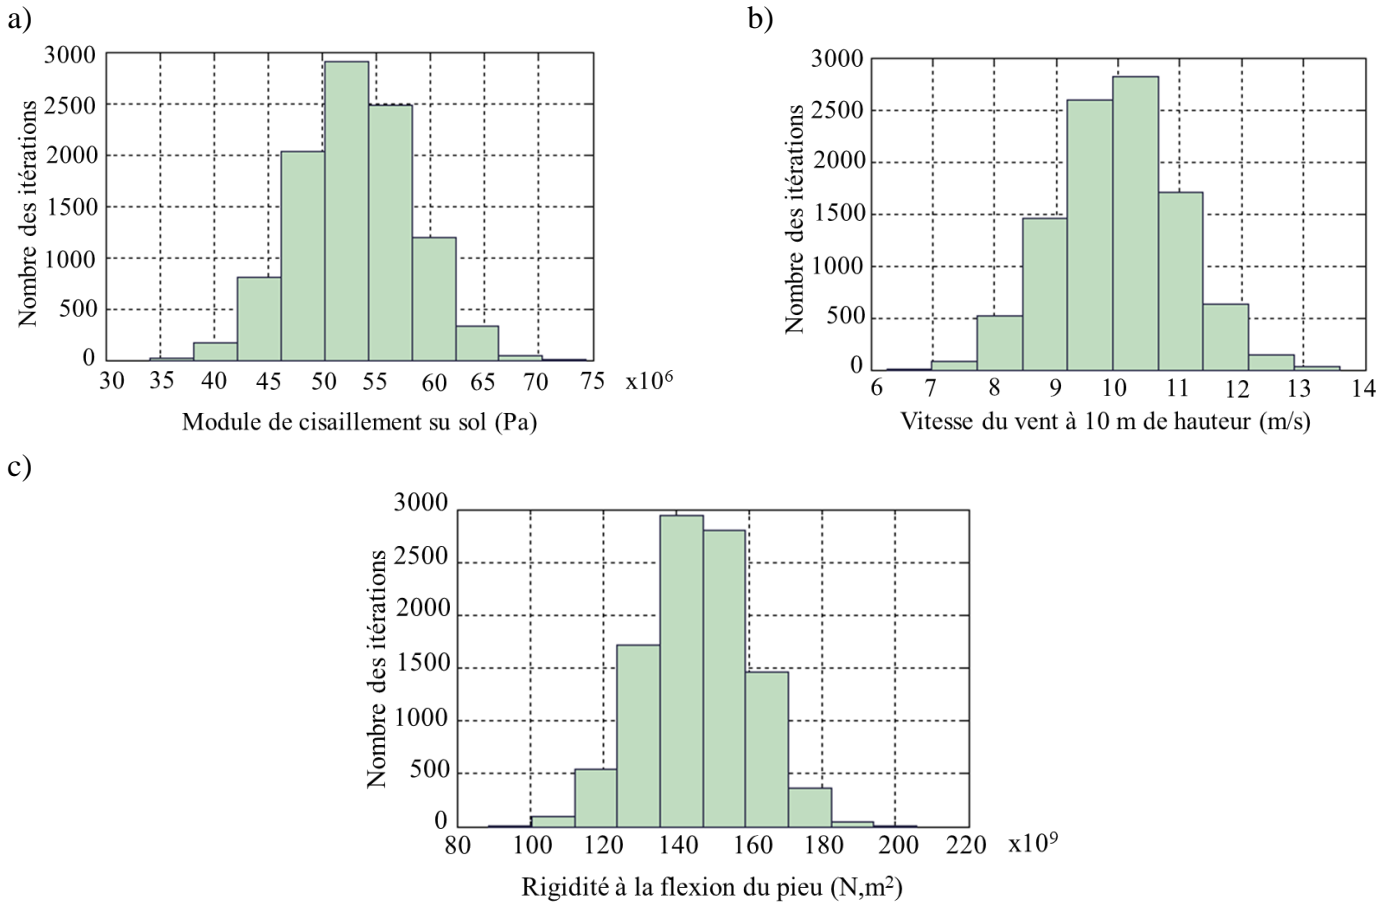 a)
3000
2500
2000
1500
1000
500
0
Nombre des itérations
30 35 40 45 50 55 60 65 70 75 x10⁶
Module de cisaillement su sol (Pa)
b)
3000
2500
2000
1500
1000
500
0
Nombre des itérations
6 7 8 9 10 11 12 13 14
Vitesse du vent à 10 m de hauteur (m/s)
c)
3000
2500
2000
1500
1000
500
0
Nombre des itérations
80 100 120 140 160 180 200 220 x10⁹
Rigidité à la flexion du pieu (N,m²)